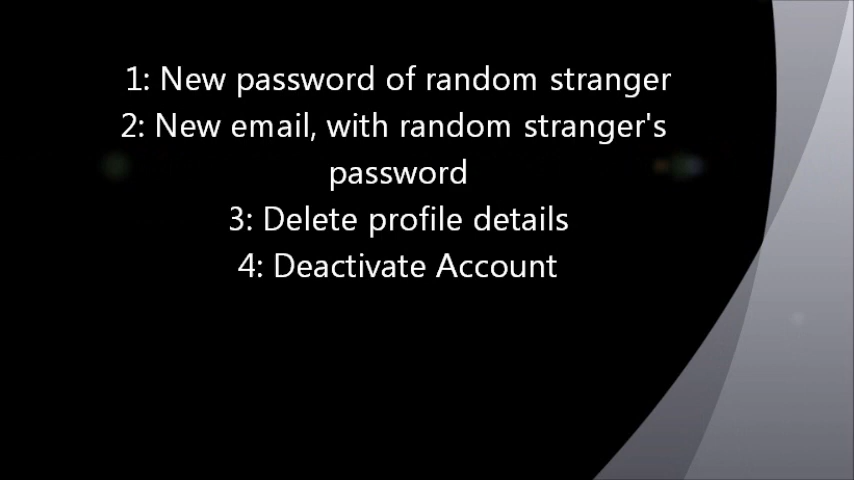 1: New password of random stranger
2: New email, with random stranger's
password
3: Delete profile details
4: Deactivate Account